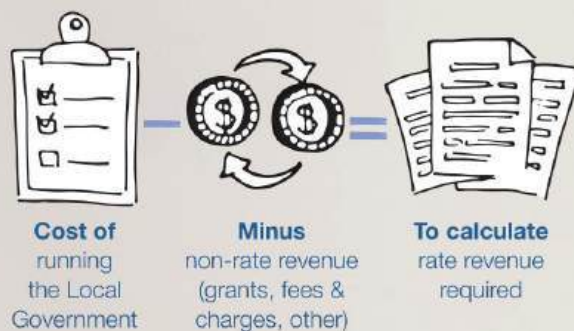 $
$
Cost of
running
the Local
Government
Minus
non-rate revenue
(grants, fees &
charges, other)
To calculate
rate revenue
required